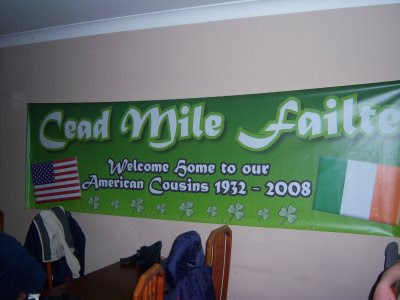 Cead Mile Failte
Welcome Home to our
American Cousins 1932 - 2008